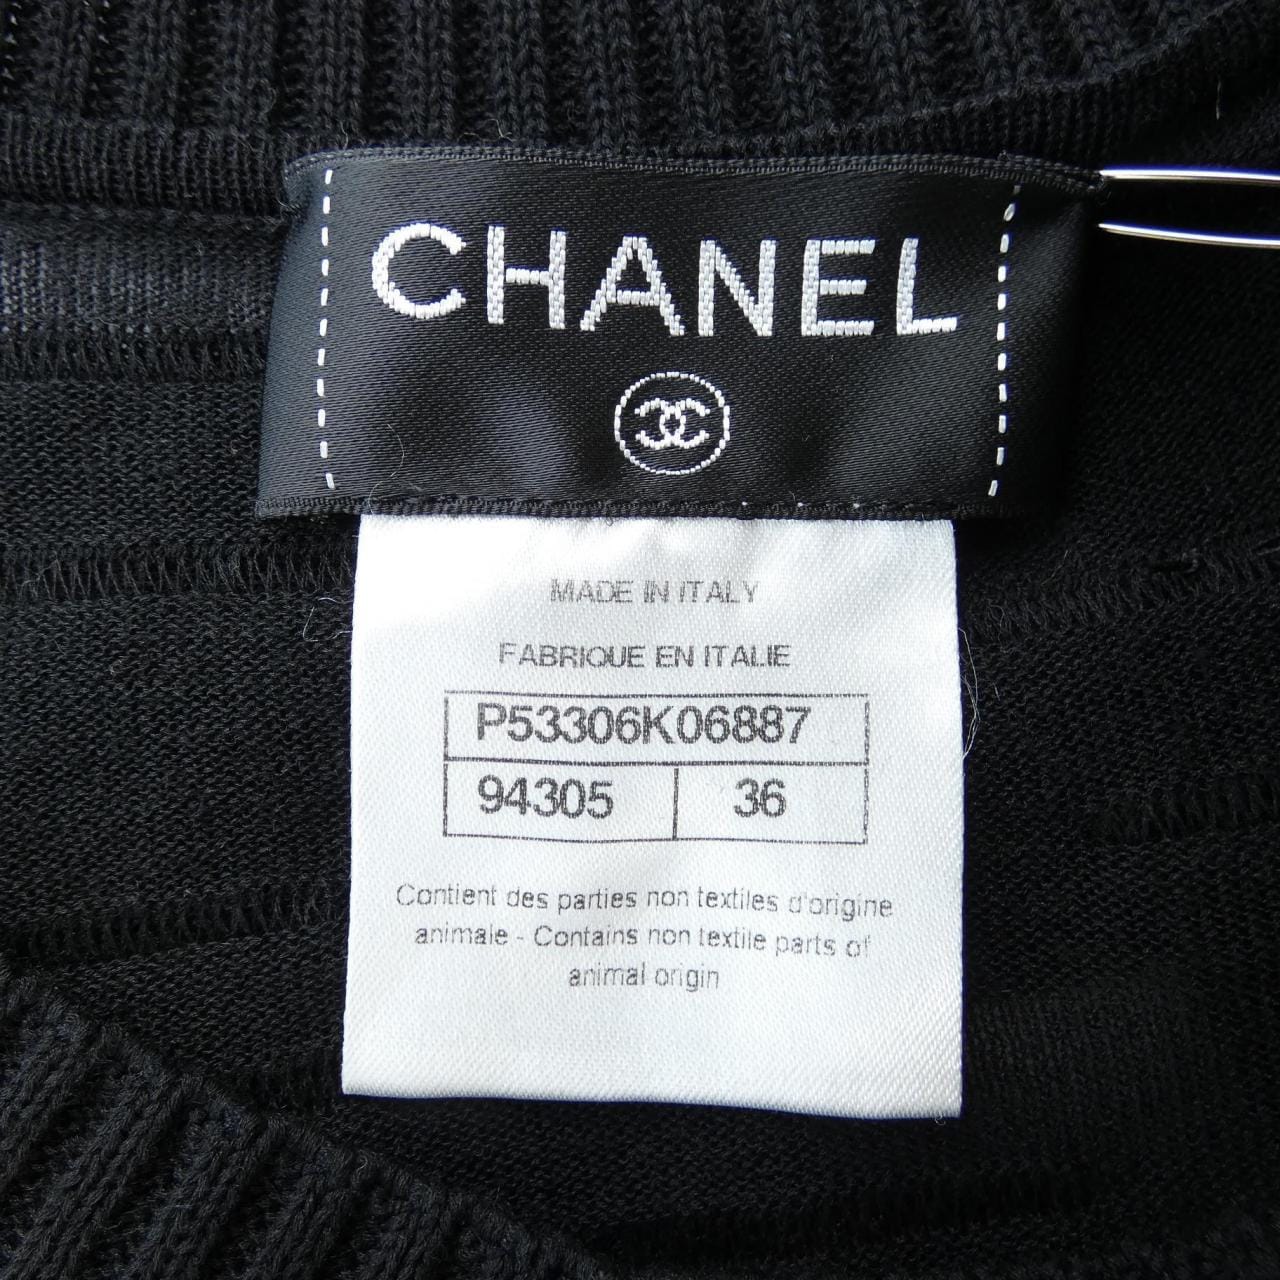 CHANEL
MADE IN ITALY
FABRIQUE EN ITALIE
P53306K06887
94305 36
Contient des parties non textiles d'origine
animale - Contains non textile parts of
animal origin